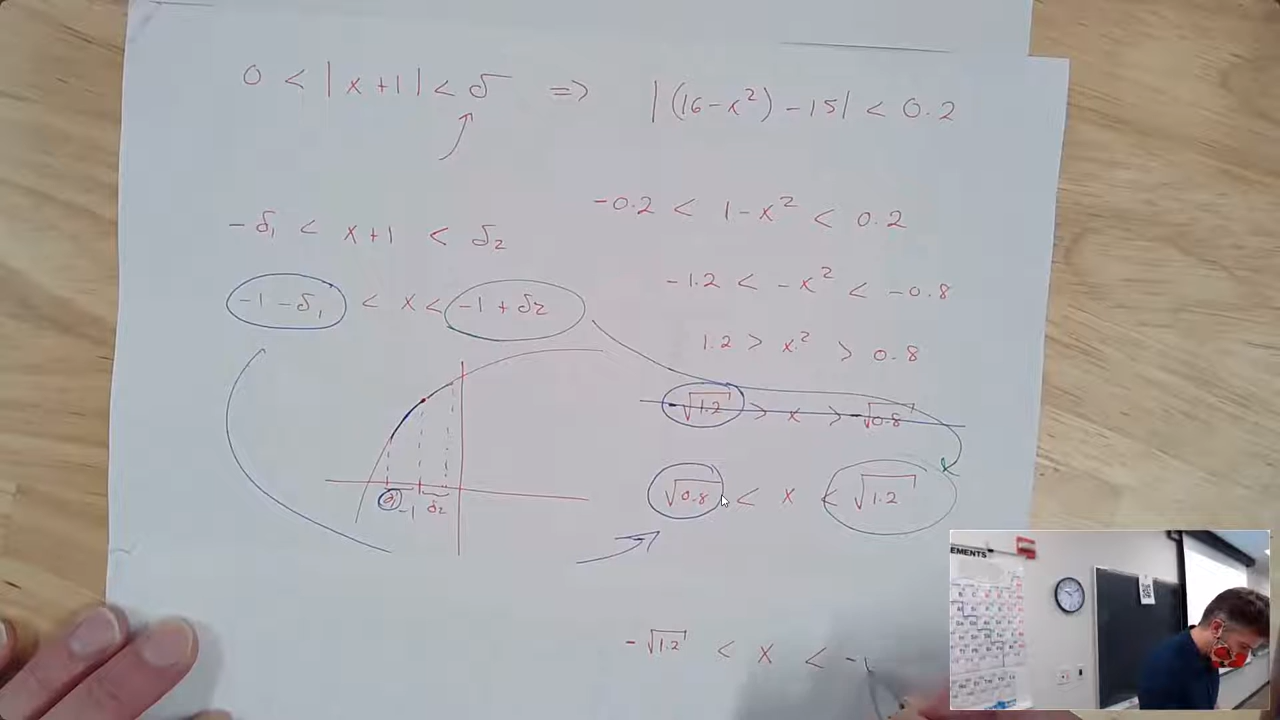 0 < |x+1| < δ => |(16-x²)-15| < 0.2
-0.2 < 1-x² < 0.2
-δ₁ < x+1 < δ₂
-1.2 < -x² < -0.8
-1-δ₁ < x < -1+δ₂
1.2 > x² > 0.8
-√1.2 > x > -√0.8
√0.8 < x < √1.2
δ₁ -1 δ₂
-√1.2 < x < -
EMENTS